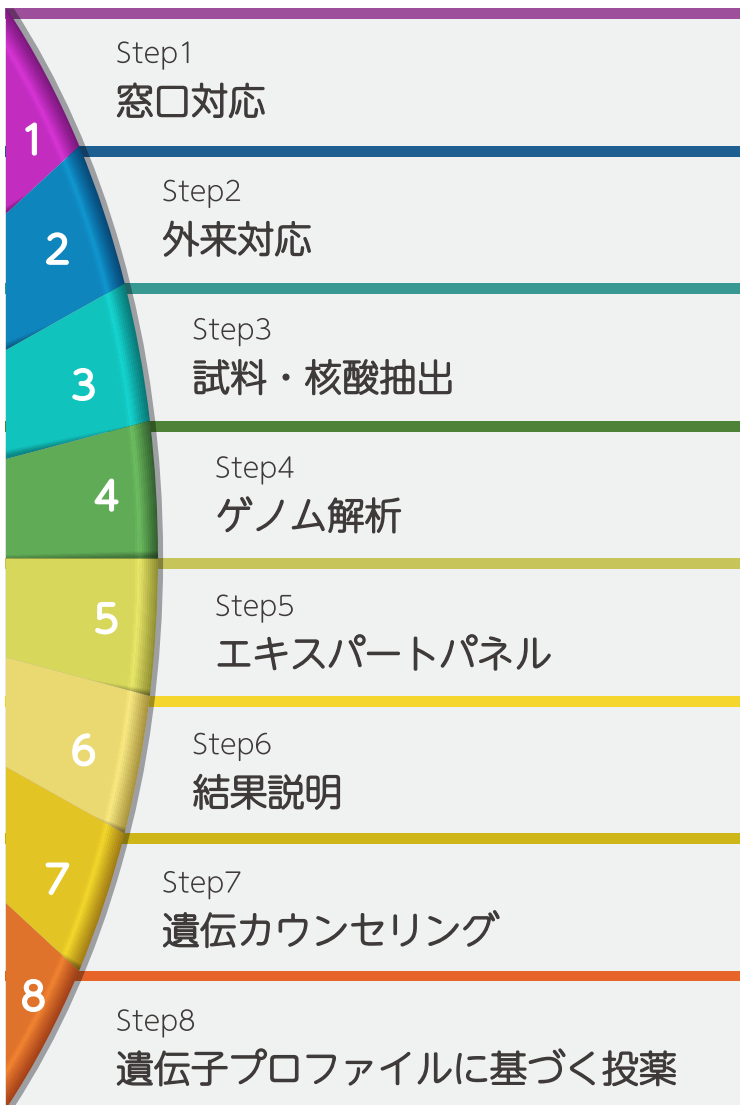 1
Step1
窓口対応
2
Step2
外来対応
3
Step3
試料・核酸抽出
4
Step4
ゲノム解析
5
Step5
エキスパートパネル
6
Step6
結果説明
7
Step7
遺伝カウンセリング
8
Step8
遺伝子プロファイルに基づく投薬